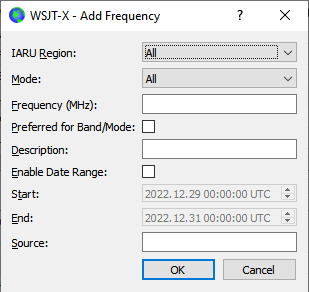 WSJT-X - Add Frequency
IARU Region: All
Mode: All
Frequency (MHz):
Preferred for Band/Mode:
Description:
Enable Date Range:
Start: 2022.12.29 00:00:00 UTC
End: 2022.12.31 00:00:00 UTC
Source:
OK Cancel